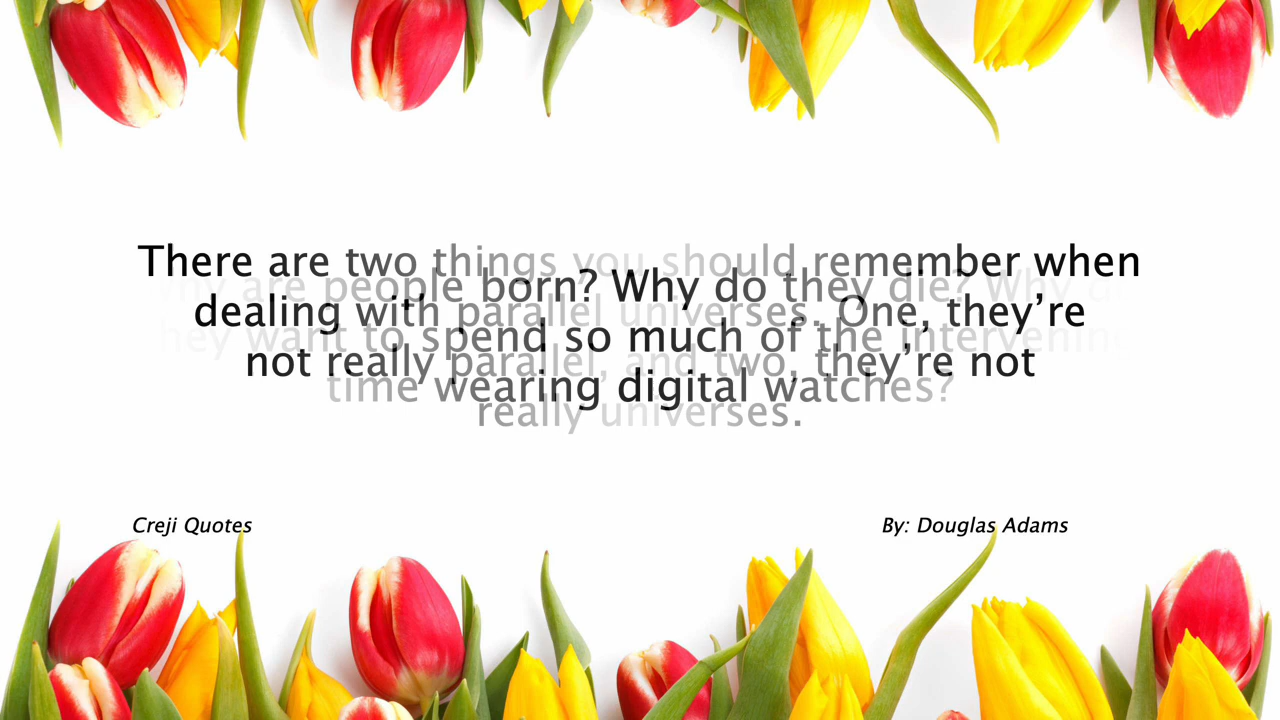 There are two things you should remember when
Why are people born? Why do they die? Why do
dealing with parallel universes. One, they’re
they want to spend so much of the intervening
not really parallel, and two, they’re not
time wearing digital watches?
really universes.
Creji Quotes
By: Douglas Adams